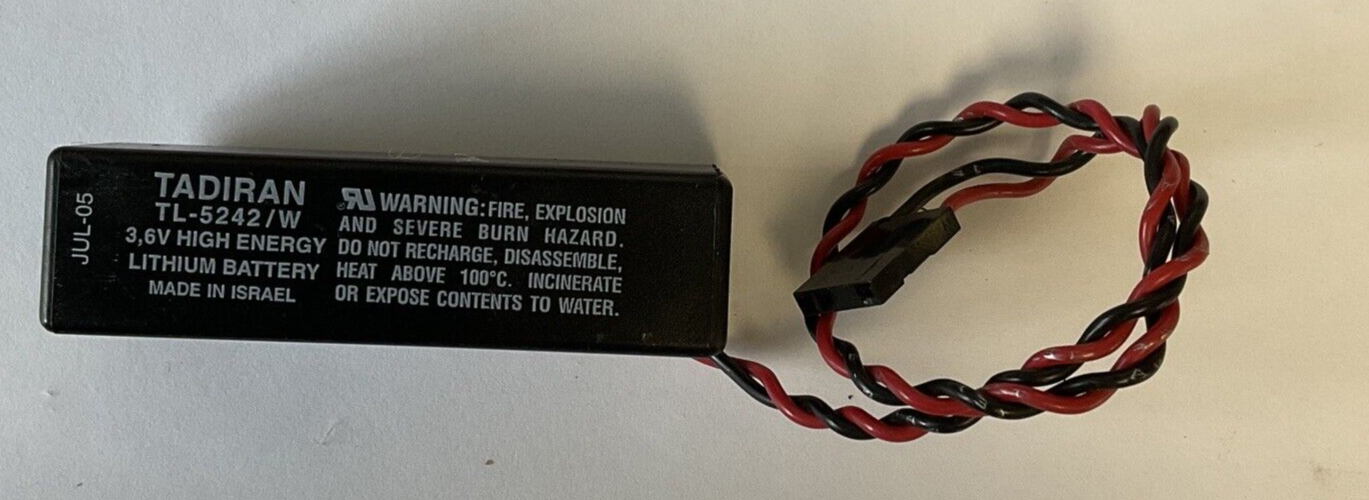 JUL-05
TADIRAN
TL-5242/W
3,6V HIGH ENERGY
LITHIUM BATTERY
MADE IN ISRAEL
WARNING: FIRE, EXPLOSION
AND SEVERE BURN HAZARD.
DO NOT RECHARGE, DISASSEMBLE,
HEAT ABOVE 100°C. INCINERATE
OR EXPOSE CONTENTS TO WATER.